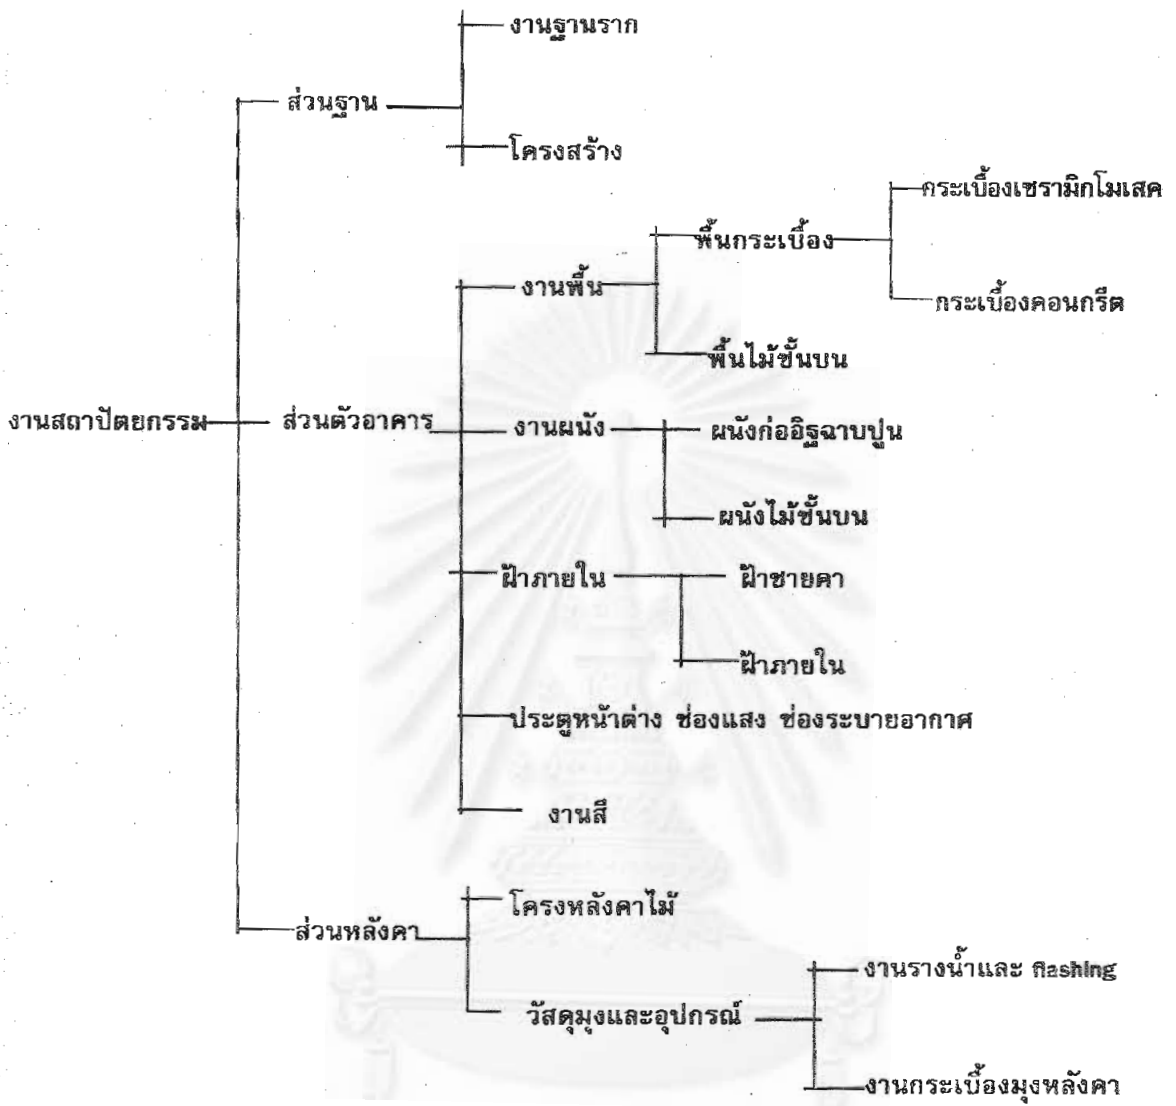 งานฐานราก
ส่วนฐาน
โครงสร้าง
กระเบื้องเซรามิกโมเสค
พื้นกระเบื้อง
งานพื้น
กระเบื้องคอนกรีต
พื้นไม้ชั้นบน
งานสถาปัตยกรรม
ส่วนตัวอาคาร
งานผนัง
ผนังก่ออิฐฉาบปูน
ผนังไม้ชั้นบน
ฝ้าภายใน
ฝ้าชายคา
ฝ้าภายใน
ประตูหน้าต่าง ช่องแสง ช่องระบายอากาศ
งานสี
โครงหลังคาไม้
ส่วนหลังคา
งานรางน้ำและ flashing
วัสดุมุงและอุปกรณ์
งานกระเบื้องมุงหลังคา